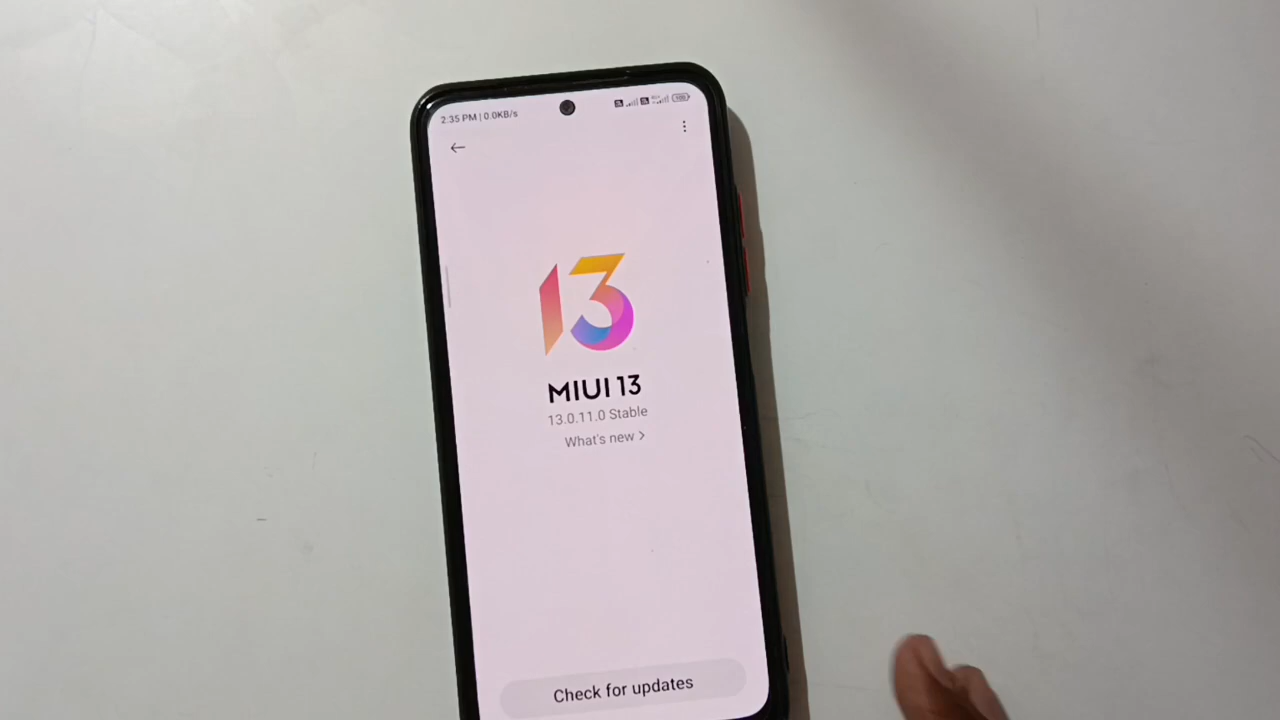 2:35 PM | 0.0KB/s
13
MIUI 13
13.0.11.0 Stable
What's new >
Check for updates